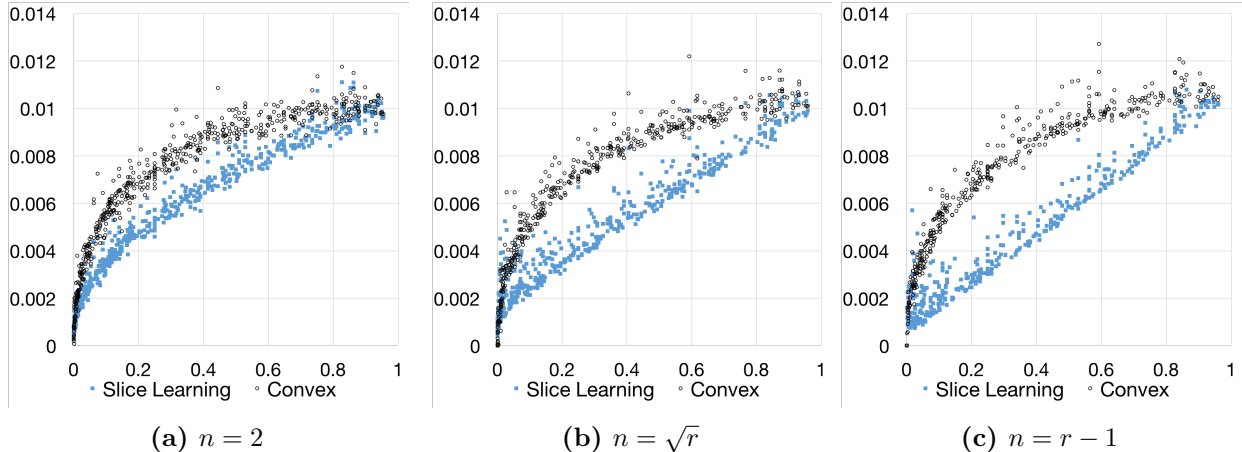 0.014 0.014 0.014
0.012 0.012 0.012
0.01 0.01 0.01
0.008 0.008 0.008
0.006 0.006 0.006
0.004 0.004 0.004
0.002 0.002 0.002
0 0 0
0 0.2 0.4 0.6 0.8 1 0 0.2 0.4 0.6 0.8 1 0 0.2 0.4 0.6 0.8 1
Slice Learning Convex Slice Learning Convex Slice Learning Convex
(a) n = 2 (b) n = √r (c) n = r − 1